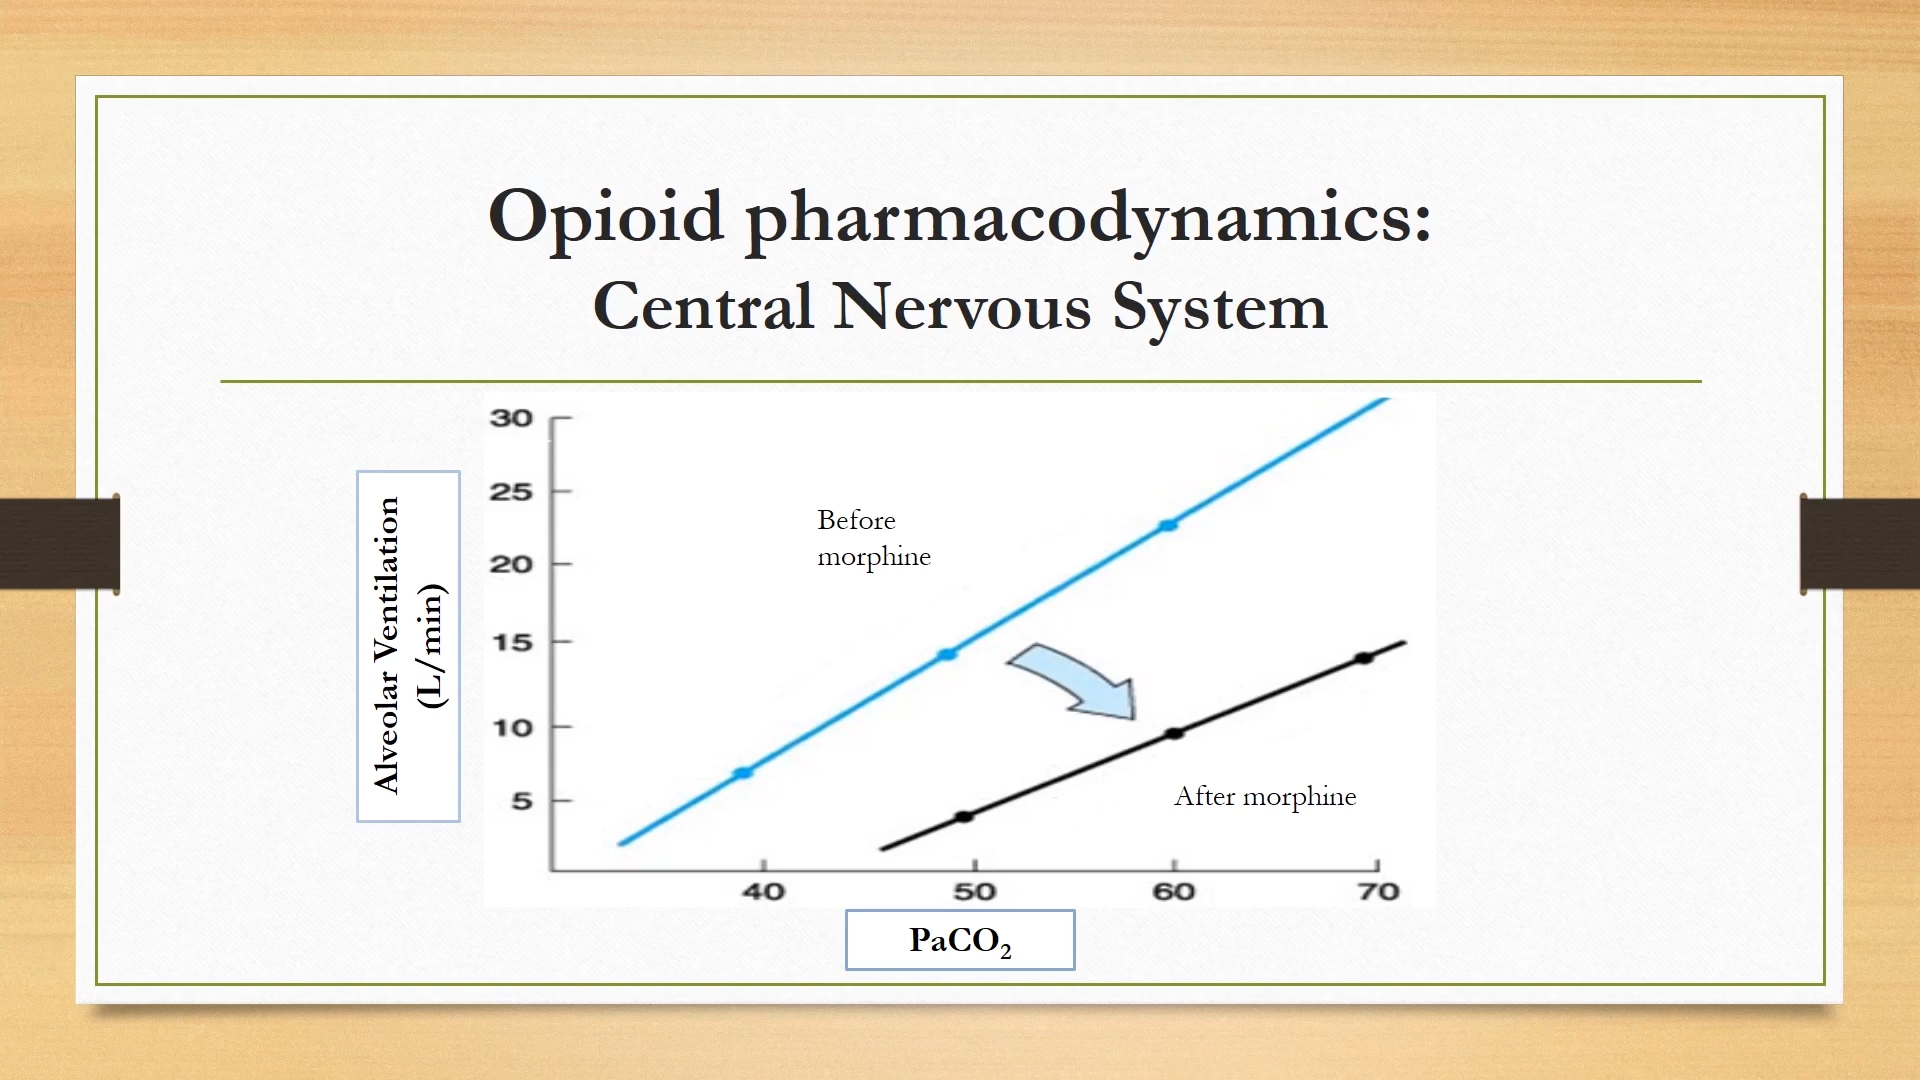 Opioid pharmacodynamics:
Central Nervous System
30
25
20
15
10
5
Alveolar Ventilation
(L/min)
Before
morphine
After morphine
40 50 60 70
PaCO₂